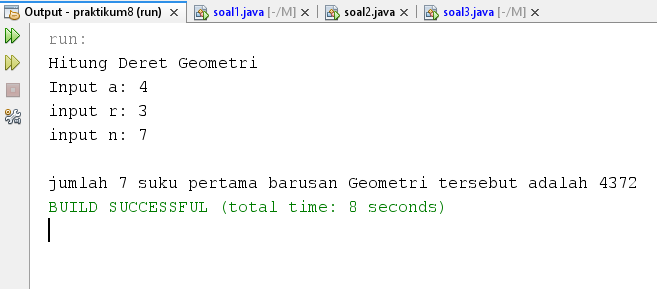 Output - praktikum8 (run) × soal1.java [-/M] × soal2.java × soal3.java [-/M] ×
run:
Hitung Deret Geometri
Input a: 4
input r: 3
input n: 7
jumlah 7 suku pertama barusan Geometri tersebut adalah 4372
BUILD SUCCESSFUL (total time: 8 seconds)